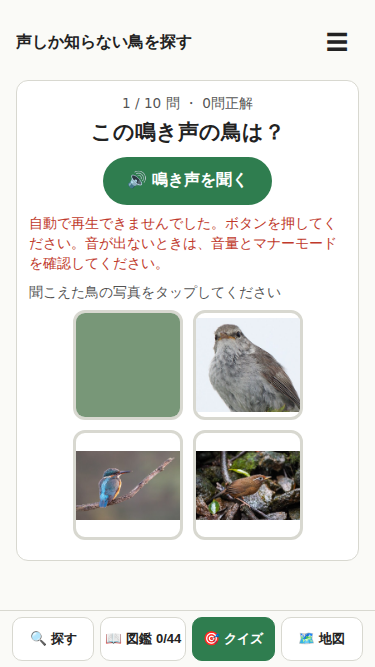 声しか知らない鳥を探す
1 / 10 問 ・ 0問正解
この鳴き声の鳥は？
🔊 鳴き声を聞く
自動で再生できませんでした。ボタンを押してく
ださい。音が出ないときは、音量とマナーモード
を確認してください。
聞こえた鳥の写真をタップしてください
🔍 探す
📖 図鑑 0/44
🎯 クイズ
🗺️ 地図